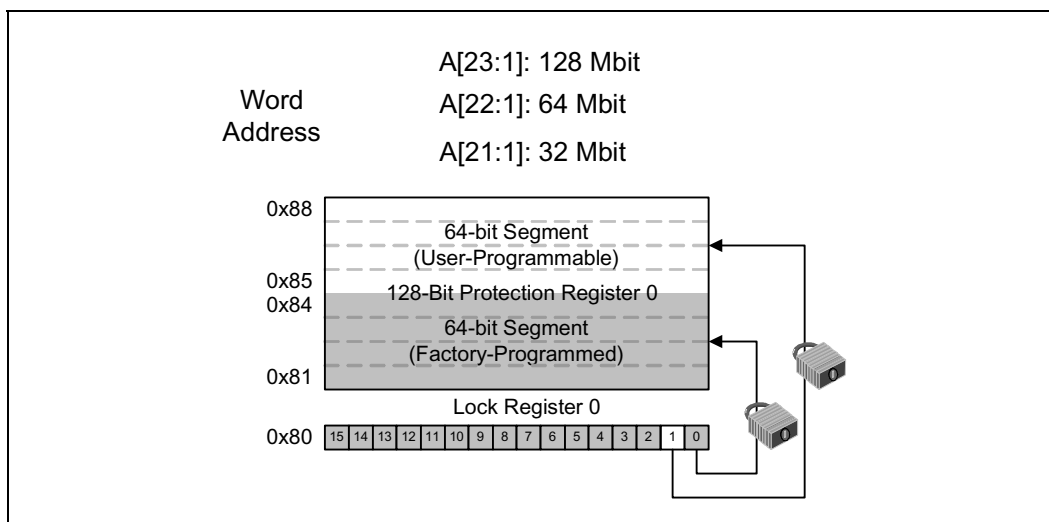 A[23:1]: 128 Mbit
Word
Address
A[22:1]: 64 Mbit
A[21:1]: 32 Mbit
0x88
64-bit Segment
(User-Programmable)
0x85
128-Bit Protection Register 0
0x84
64-bit Segment
(Factory-Programmed)
0x81
Lock Register 0
0x80 15 14 13 12 11 10 9 8 7 6 5 4 3 2 1 0